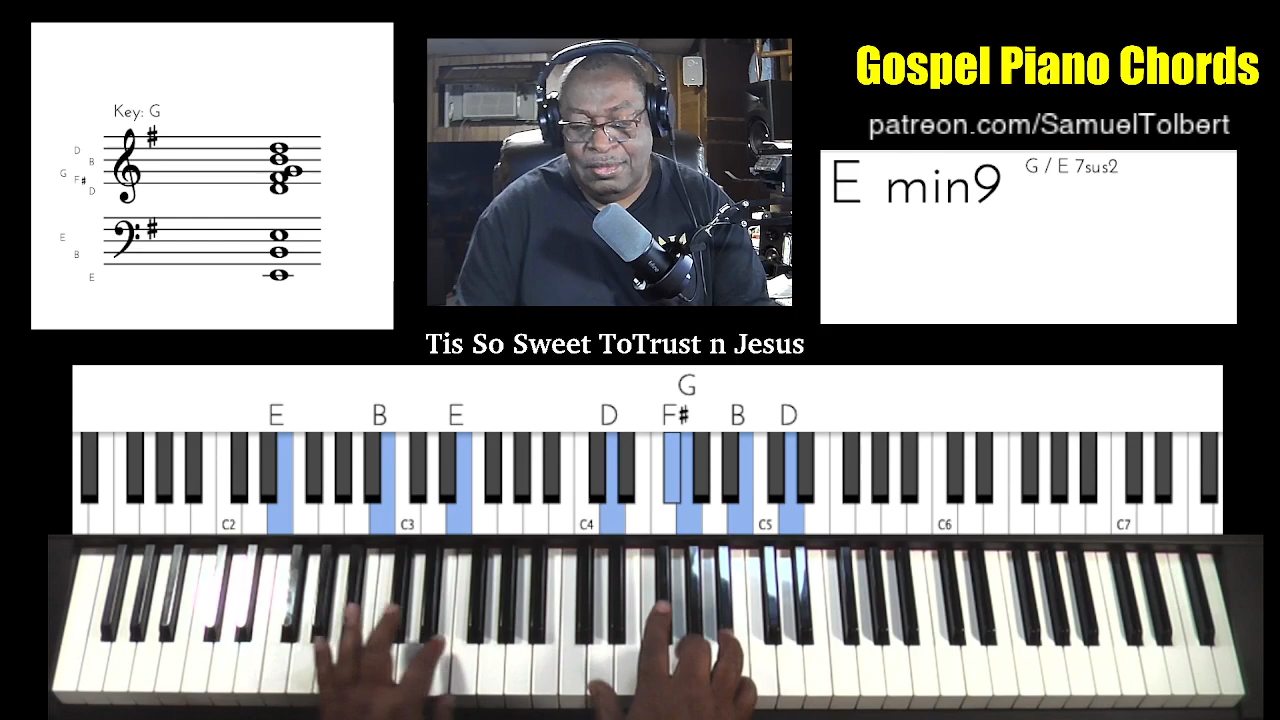 Gospel Piano Chords
patreon.com/SamuelTolbert
Key: G
D
B
G
F#
D
E
B
E
E min9
G / E 7sus2
Tis So Sweet ToTrust n Jesus
G
E B E D F# B D
C2 C3 C4 C5 C6 C7